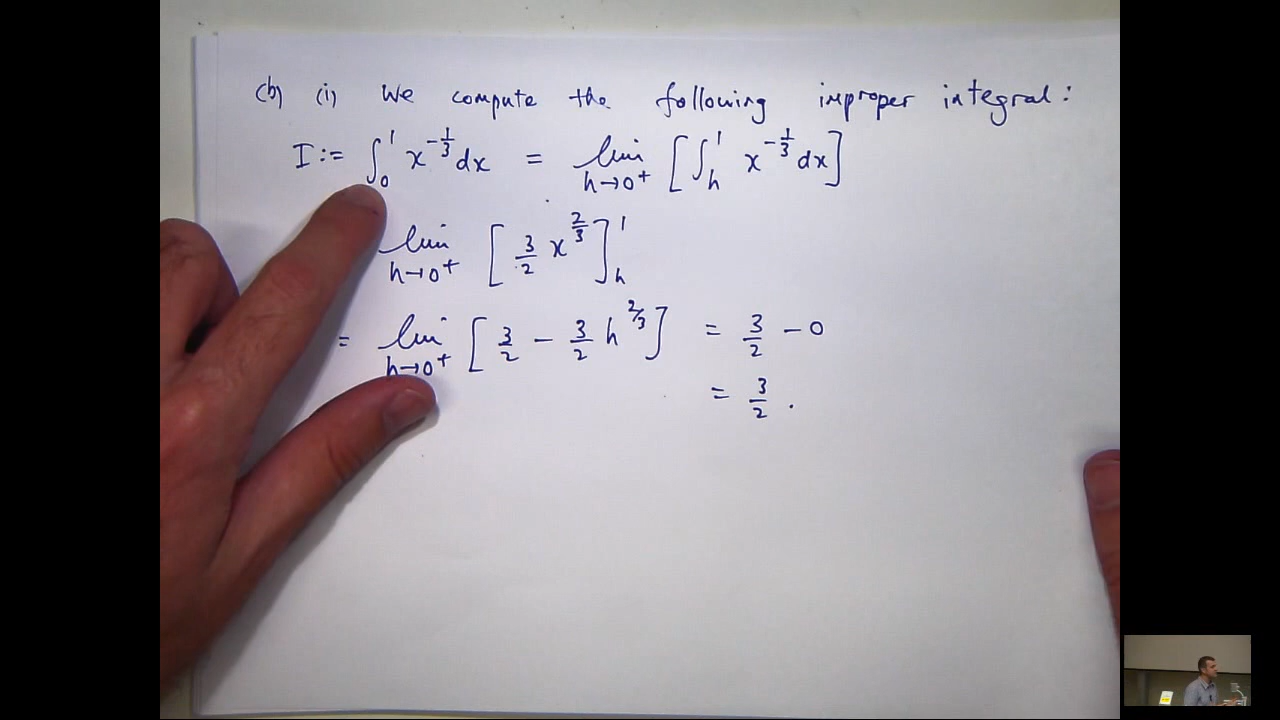 (b) (i) We compute the following improper integral:
I := ∫₀¹ x^{-1/3} dx = lim_{h→0⁺} [∫ₕ¹ x^{-1/3} dx]
lim_{h→0⁺} [3/2 x^{2/3}]ₕ¹
= lim_{h→0⁺} [3/2 - 3/2 h^{2/3}] = 3/2 - 0
= 3/2 .